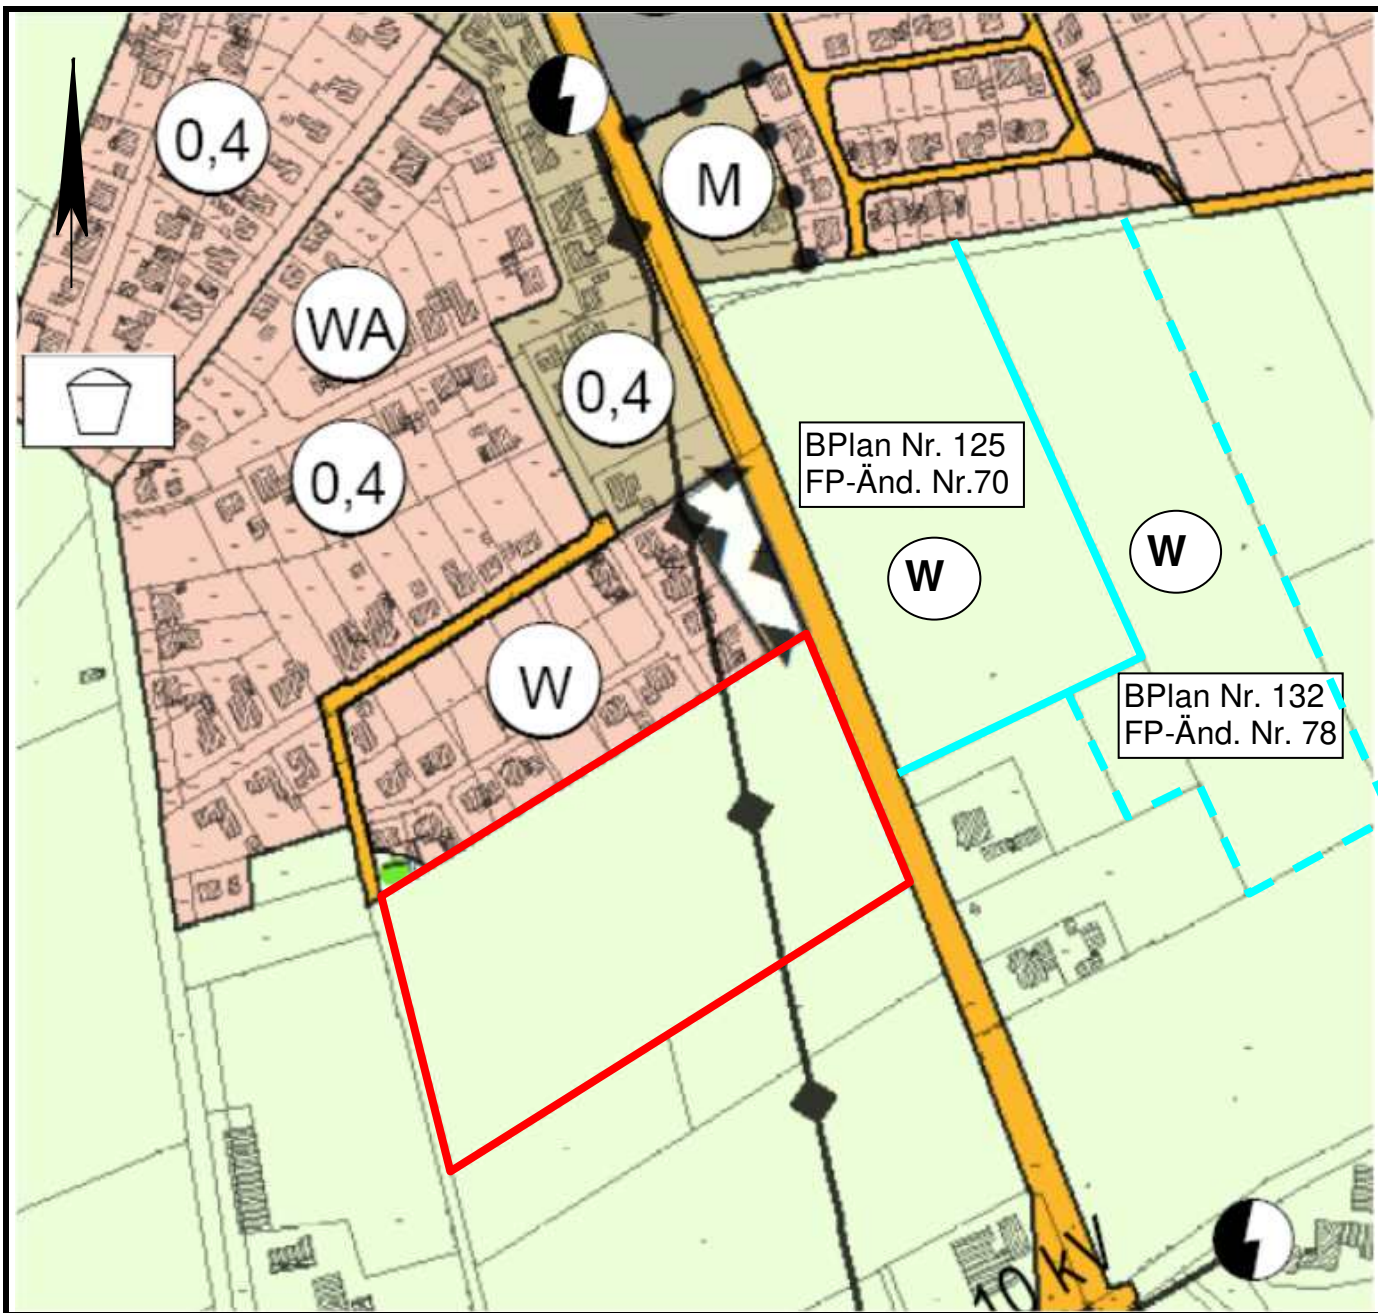 0,4
M
WA
0,4
0,4
BPlan Nr. 125
FP-Änd. Nr.70
W
W
W
BPlan Nr. 132
FP-Änd. Nr. 78
10 kV